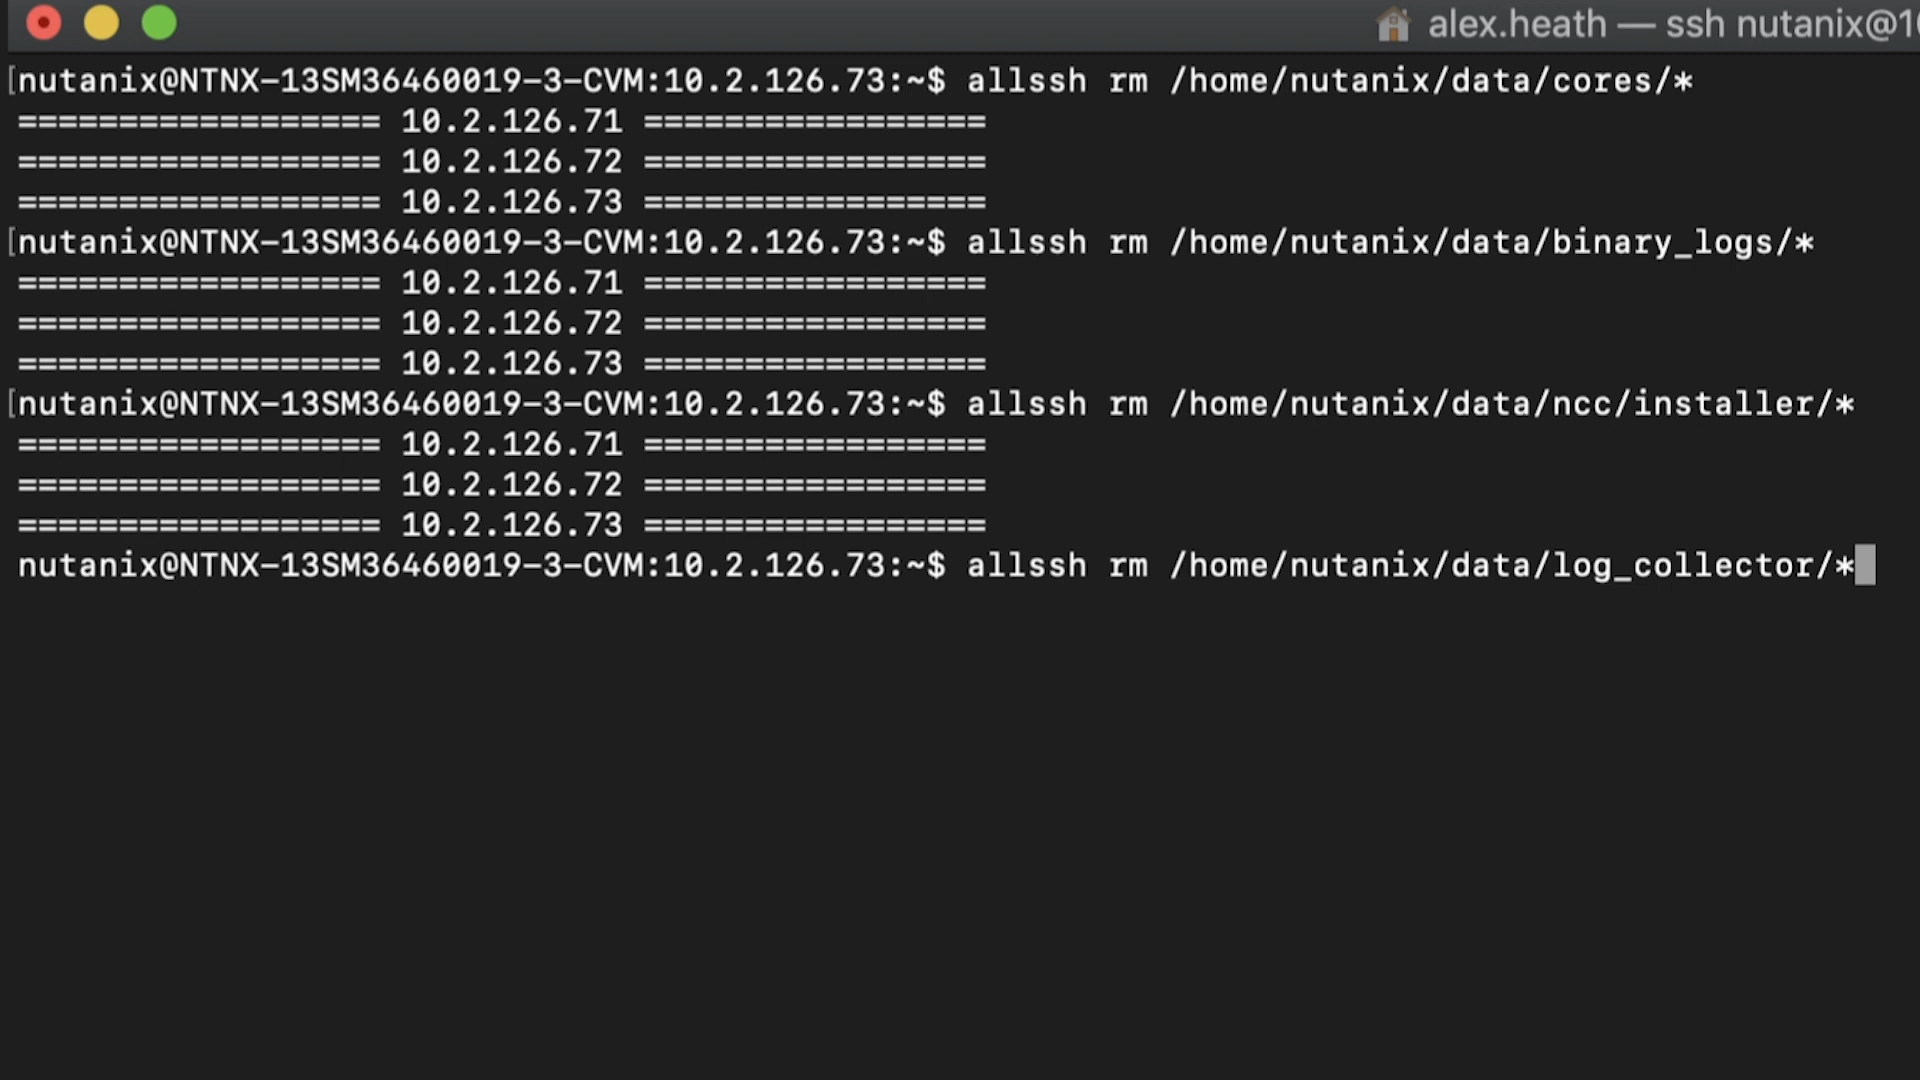 alex.heath — ssh nutanix@1
[nutanix@NTNX-13SM36460019-3-CVM:10.2.126.73:~$ allssh rm /home/nutanix/data/cores/*
================== 10.2.126.71 =================
================== 10.2.126.72 =================
================== 10.2.126.73 =================
[nutanix@NTNX-13SM36460019-3-CVM:10.2.126.73:~$ allssh rm /home/nutanix/data/binary_logs/*
================== 10.2.126.71 =================
================== 10.2.126.72 =================
================== 10.2.126.73 =================
[nutanix@NTNX-13SM36460019-3-CVM:10.2.126.73:~$ allssh rm /home/nutanix/data/ncc/installer/*
================== 10.2.126.71 =================
================== 10.2.126.72 =================
================== 10.2.126.73 =================
nutanix@NTNX-13SM36460019-3-CVM:10.2.126.73:~$ allssh rm /home/nutanix/data/log_collector/*